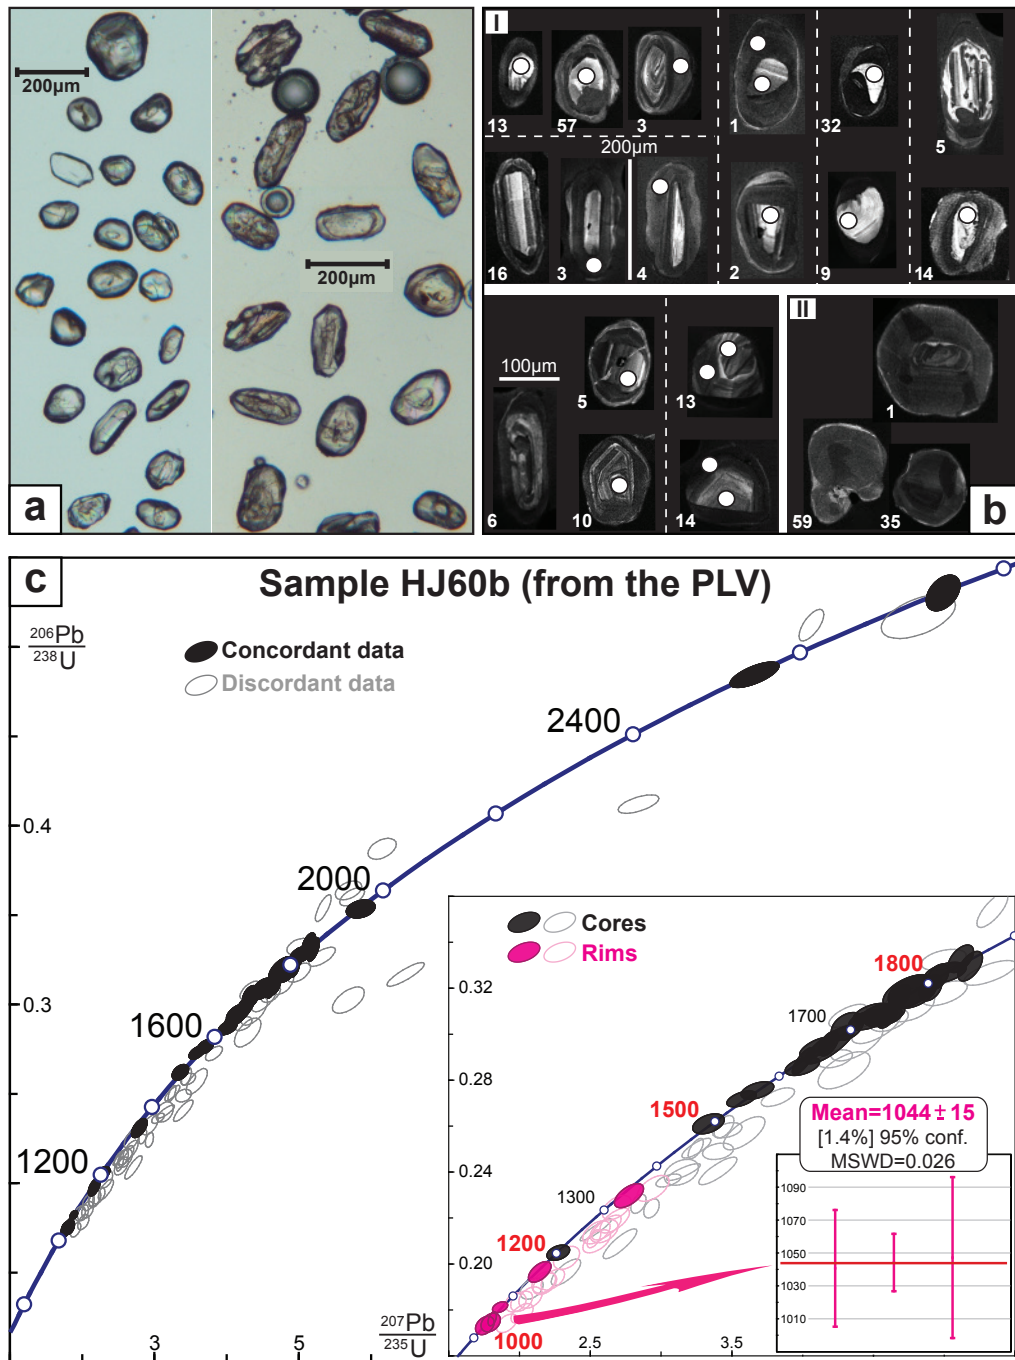 200µm
200µm
a
I
13
57
3
1
32
5
200µm
16
3
4
2
9
14
100µm
5
13
6
10
14
II
1
59
35
b
c
Sample HJ60b (from the PLV)
206Pb
238U
Concordant data
Discordant data
2400
0.4
2000
0.3
1600
1200
3
5
207Pb
235U
Cores
Rims
1800
1700
0.32
0.28
1500
0.24
1300
1200
0.20
1000
2.5
3.5
Mean=1044 ± 15
[1.4%] 95% conf.
MSWD=0.026
1090
1070
1050
1030
1010